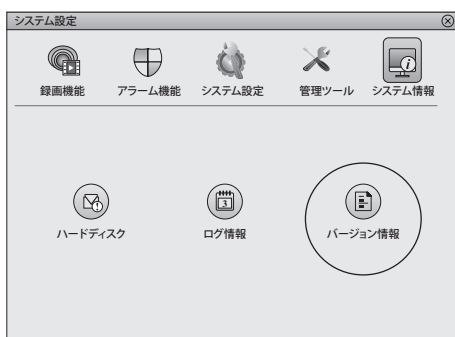 システム設定
録画機能
アラーム機能
システム設定
管理ツール
システム情報
ハードディスク
3
ログ情報
バージョン情報